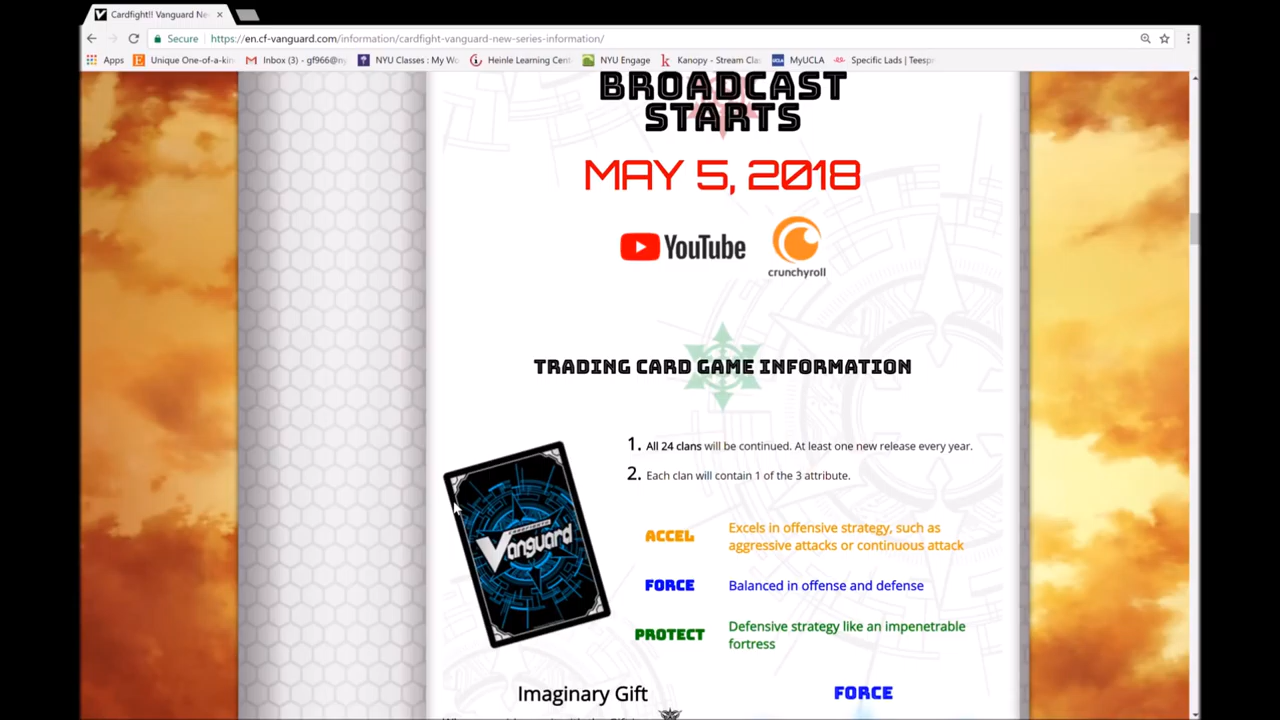 Cardfight!! Vanguard Ne
Secure
https://en.cf-vanguard.com/information/cardfight-vanguard-new-series-information/
Apps
Unique One-of-a-kin
Inbox (3) - gf966@ny
NYU Classes : My Wo
Heinle Learning Cent
NYU Engage
Kanopy - Stream Clas
MyUCLA
Specific Lads | Teesp
BROADCAST
STARTS
MAY 5, 2018
YouTube
crunchyroll
TRADING CARD GAME INFORMATION
1. All 24 clans will be continued. At least one new release every year.
2. Each clan will contain 1 of the 3 attribute.
Vanguard
ACCEL
Excels in offensive strategy, such as
aggressive attacks or continuous attack
FORCE
Balanced in offense and defense
PROTECT
Defensive strategy like an impenetrable
fortress
Imaginary Gift
FORCE